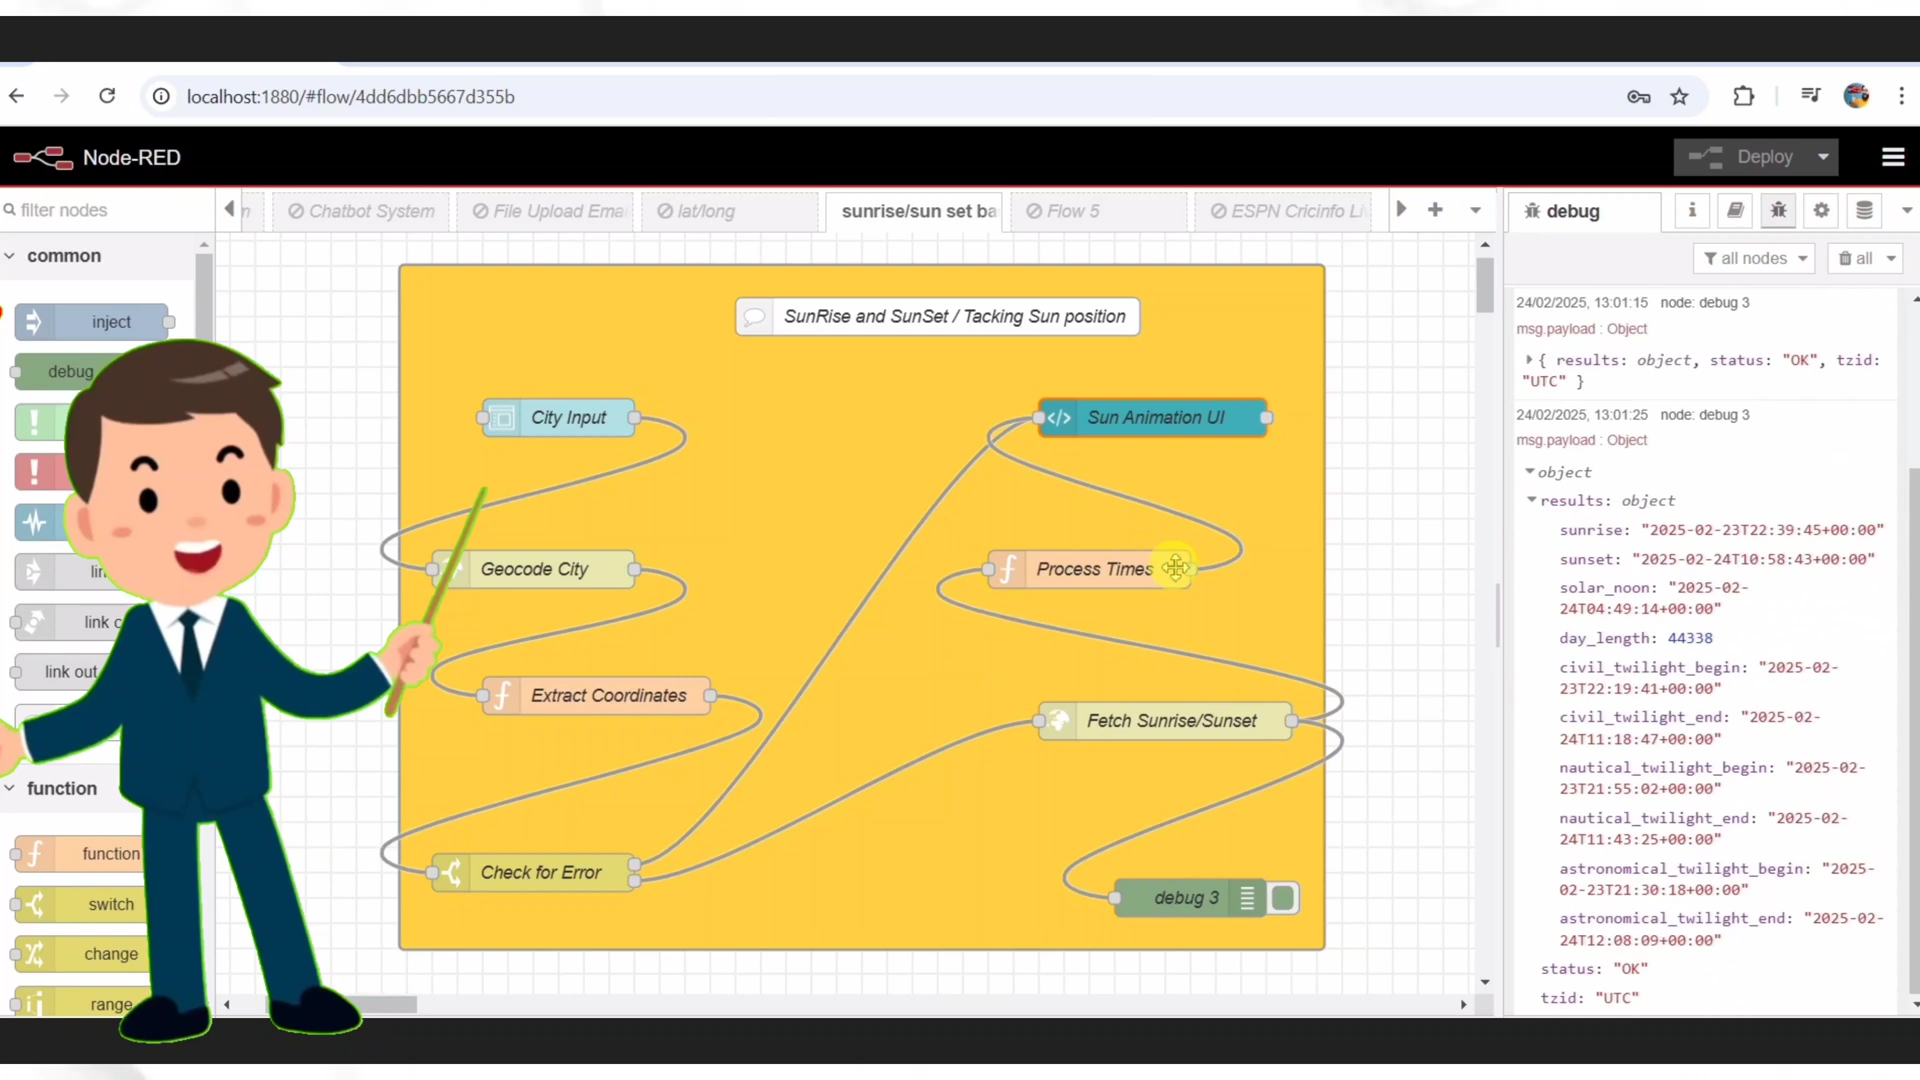 localhost:1880/#flow/4dd6dbb5667d355b
Node-RED
Deploy
filter nodes
Chatbot System
File Upload Emai
lat/long
sunrise/sun set ba
Flow 5
ESPN Cricinfo Li
debug
i
common
all nodes
all
inject
debug
link c
link out
function
function
switch
change
range
SunRise and SunSet / Tacking Sun position
City Input
Sun Animation UI
Geocode City
Process Times
Extract Coordinates
Fetch Sunrise/Sunset
Check for Error
debug 3
24/02/2025, 13:01:15 node: debug 3
msg.payload : Object
{ results: object, status: "OK", tzid:
"UTC" }
24/02/2025, 13:01:25 node: debug 3
msg.payload : Object
object
results: object
sunrise: "2025-02-23T22:39:45+00:00"
sunset: "2025-02-24T10:58:43+00:00"
solar_noon: "2025-02-
24T04:49:14+00:00"
day_length: 44338
civil_twilight_begin: "2025-02-
23T22:19:41+00:00"
civil_twilight_end: "2025-02-
24T11:18:47+00:00"
nautical_twilight_begin: "2025-02-
23T21:55:02+00:00"
nautical_twilight_end: "2025-02-
24T11:43:25+00:00"
astronomical_twilight_begin: "2025-
02-23T21:30:18+00:00"
astronomical_twilight_end: "2025-02-
24T12:08:09+00:00"
status: "OK"
tzid: "UTC"